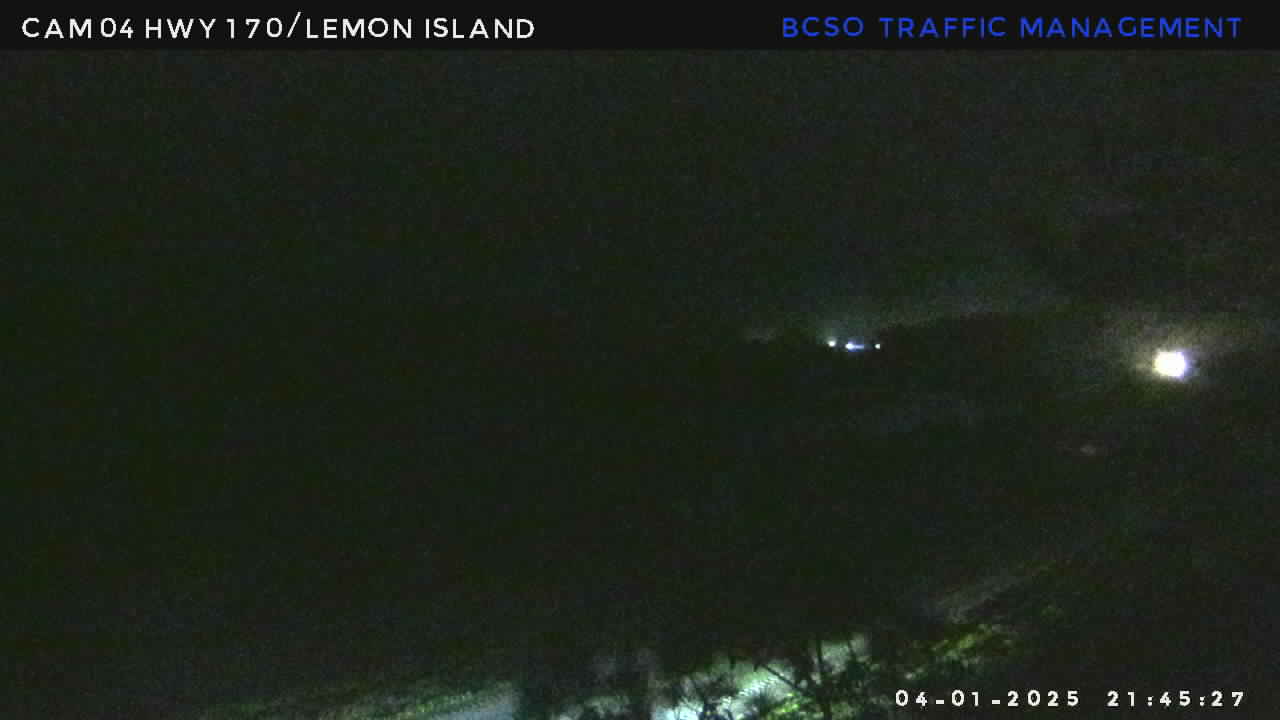 CAM 04 HWY 170/LEMON ISLAND
BCSO TRAFFIC MANAGEMENT
04-01-2025 21:45:27